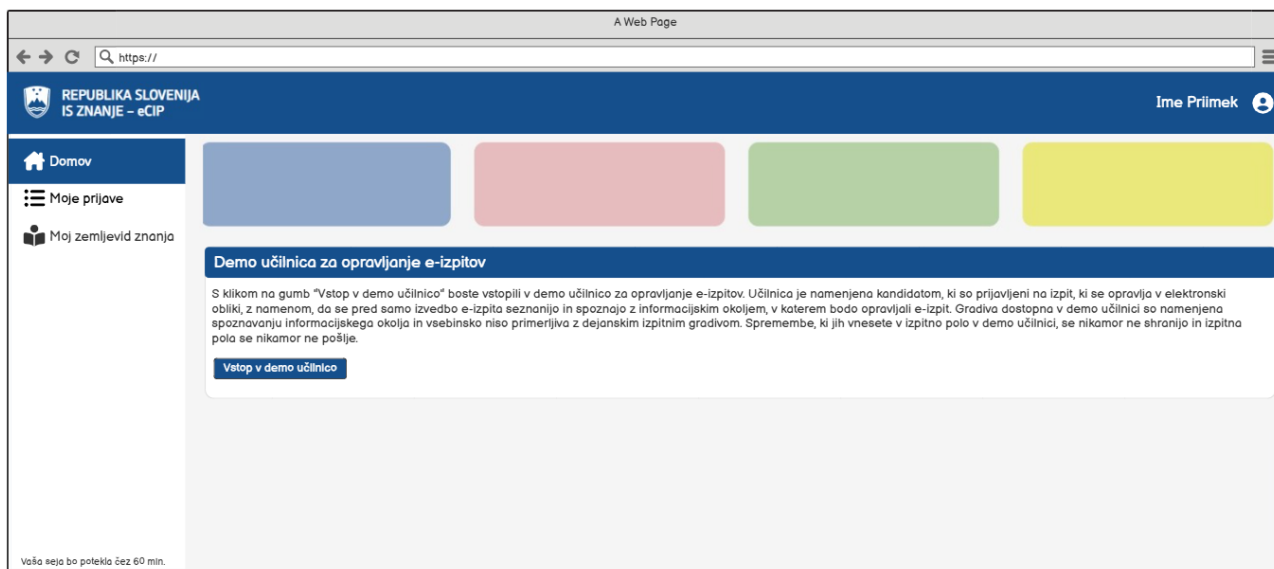 A Web Page
https://
REPUBLIKA SLOVENIJA
IS ZNANJE – eCIP
Ime Priimek
Domov
Moje prijave
Moj zemljevid znanja
Demo učilnica za opravljanje e-izpitov
S klikom na gumb "Vstop v demo učilnico" boste vstopili v demo učilnico za opravljanje e-izpitov. Učilnica je namenjena kandidatom, ki so prijavljeni na izpit, ki se opravlja v elektronski
obliki, z namenom, da se pred samo izvedbo e-izpita seznanijo in spoznajo z informacijskim okoljem, v katerem bodo opravljali e-izpit. Gradiva dostopna v demo učilnici so namenjena
spoznavanju informacijskega okolja in vsebinsko niso primerljiva z dejanskim izpitnim gradivom. Spremembe, ki jih vnesete v izpitno polo v demo učilnici, se nikamor ne shranijo in izpitna
pola se nikamor ne pošlje.
Vstop v demo učilnico
Vaša seja bo potekla čez 60 min.